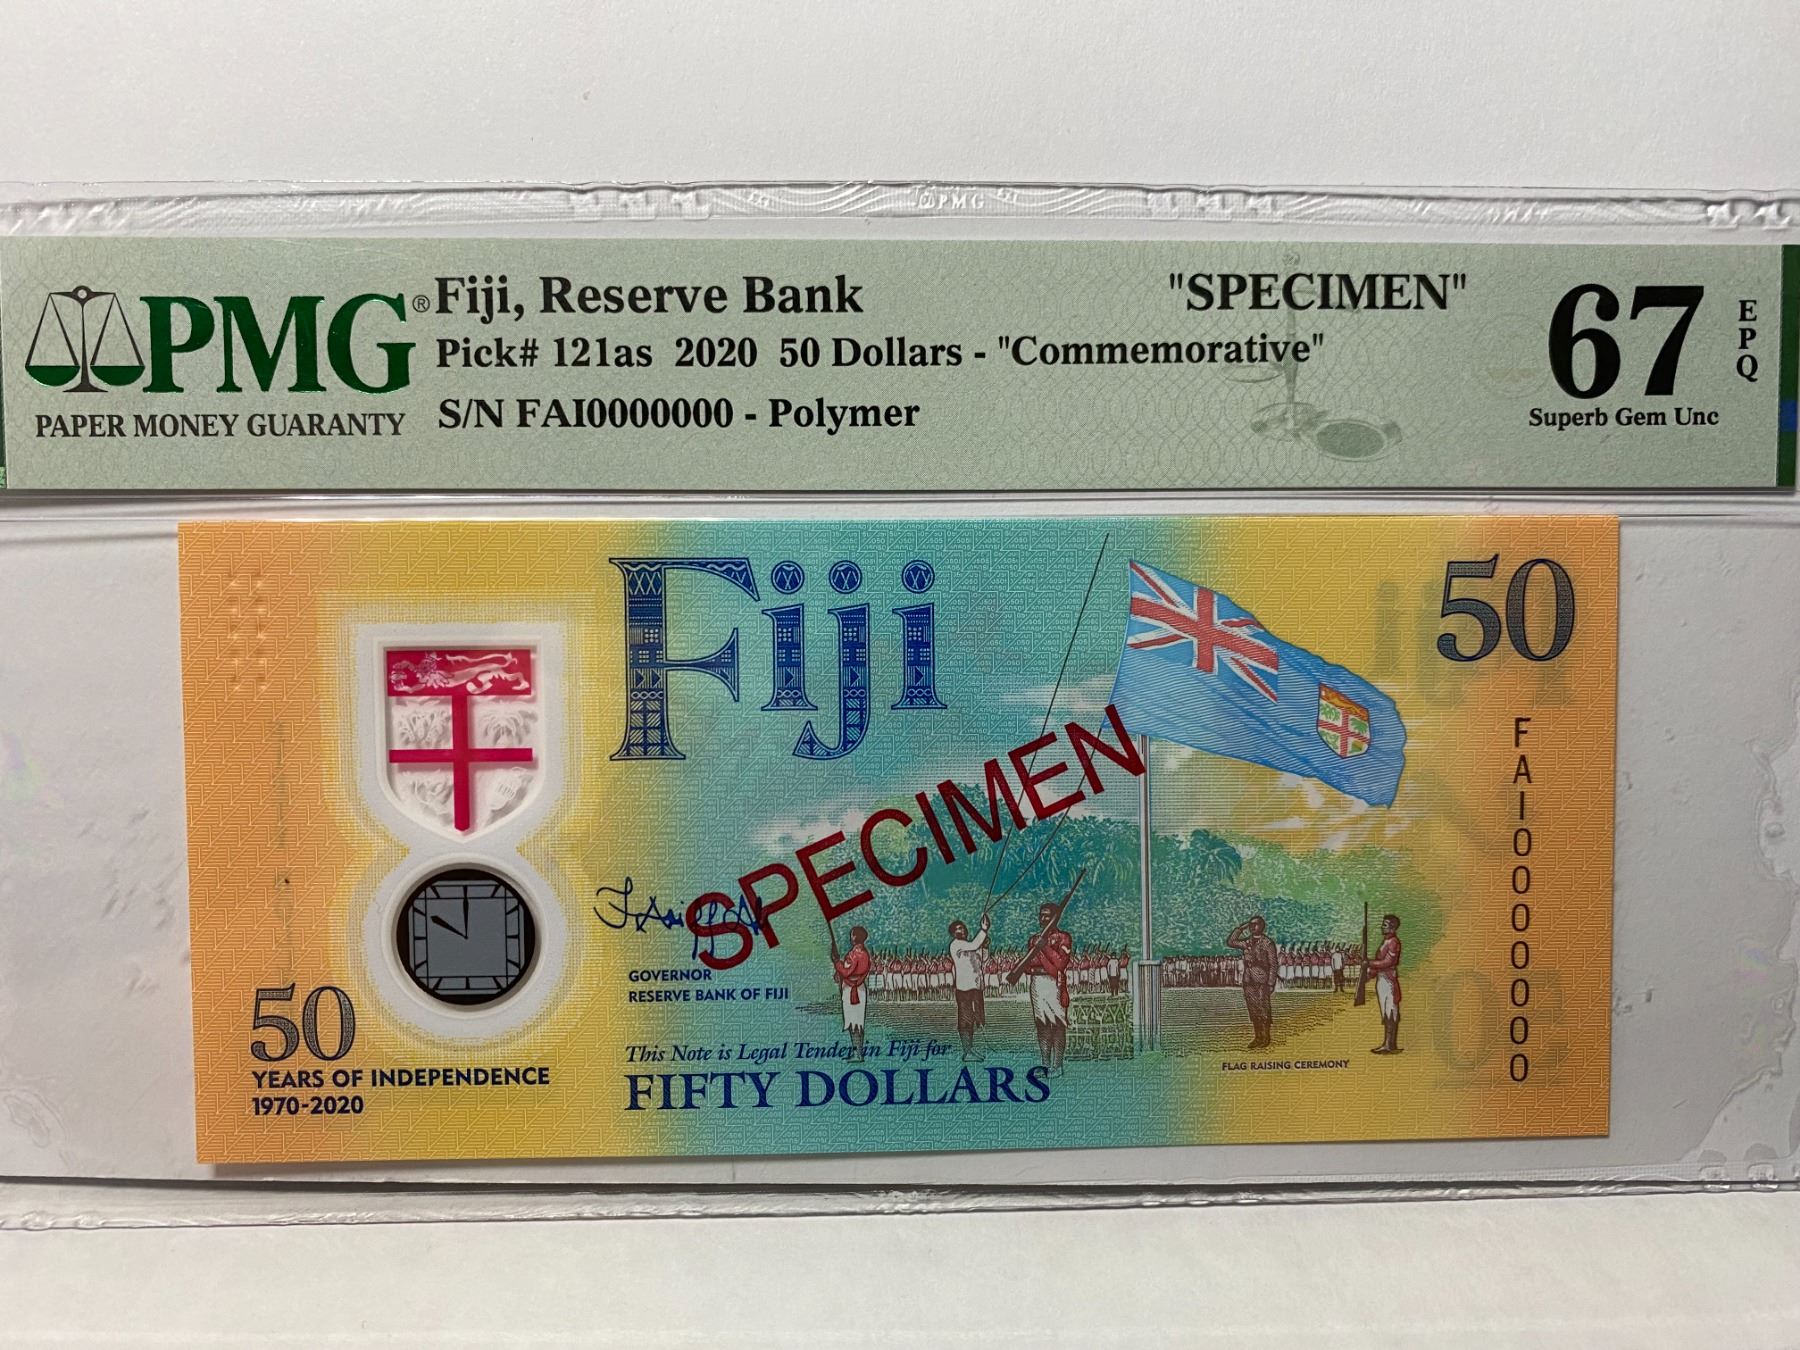 PMG
PMG®
PAPER MONEY GUARANTY
Fiji, Reserve Bank
"SPECIMEN"
Pick# 121as 2020 50 Dollars - "Commemorative"
S/N FAI0000000 - Polymer
67
EPQ
Superb Gem Unc
Fiji
50
FAI0000000
SPECIMEN
GOVERNOR
RESERVE BANK OF FIJI
This Note is Legal Tender in Fiji for
FIFTY DOLLARS
FLAG RAISING CEREMONY
50
YEARS OF INDEPENDENCE
1970-2020